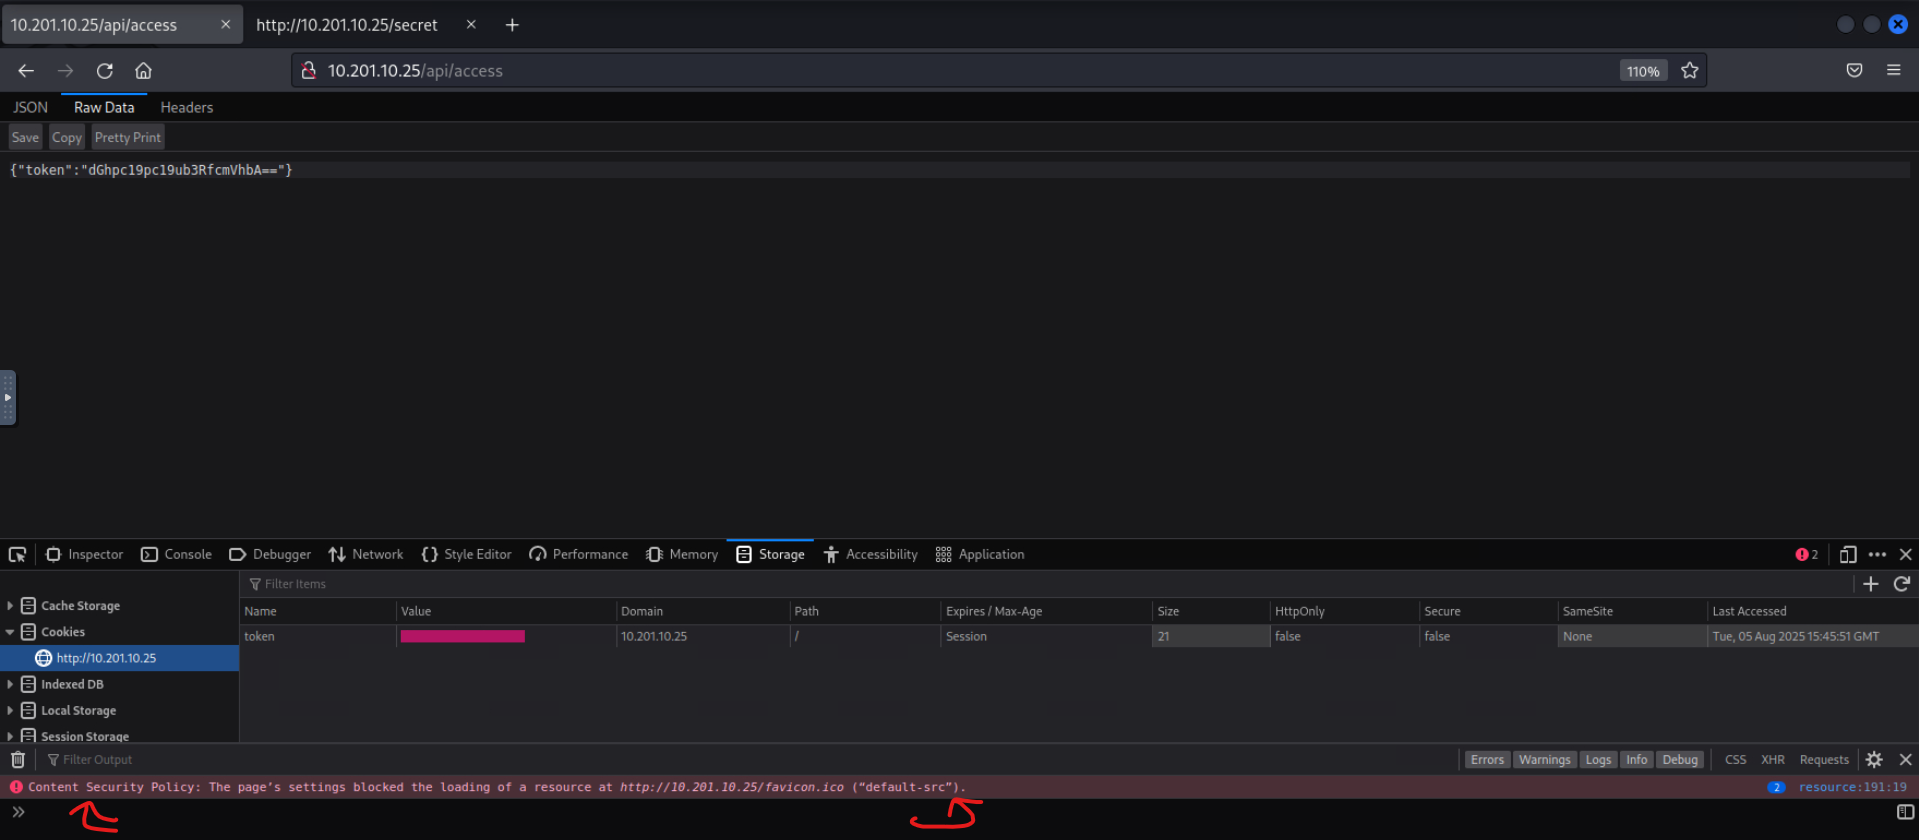 10.201.10.25/api/access × http://10.201.10.25/secret × +
10.201.10.25/api/access 110%
JSON Raw Data Headers
Save Copy Pretty Print
{"token":"dGhpc19pc19ub3RfcmVhbA=="}
Inspector Console Debugger Network Style Editor Performance Memory Storage Accessibility Application 2
Filter Items
Cache Storage
Cookies
http://10.201.10.25
Indexed DB
Local Storage
Session Storage
Name Value Domain Path Expires / Max-Age Size HttpOnly Secure SameSite Last Accessed
token 10.201.10.25 / Session 21 false false None Tue, 05 Aug 2025 15:45:51 GMT
Filter Output Errors Warnings Logs Info Debug CSS XHR Requests
Content Security Policy: The page’s settings blocked the loading of a resource at http://10.201.10.25/favicon.ico (“default-src”). 2 resource:191:19